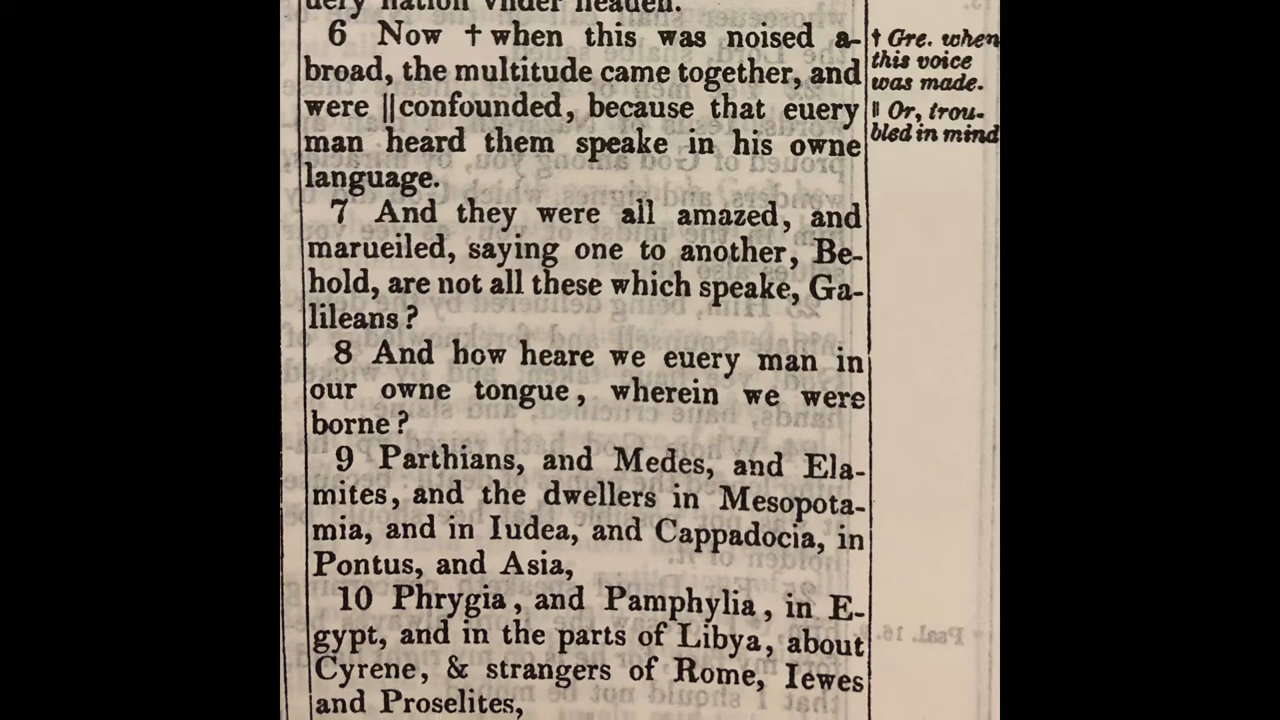 uery nation vnder heauen.
6 Now † when this was noised a-
broad, the multitude came together, and
were || confounded, because that euery
man heard them speake in his owne
language.
7 And they were all amazed, and
marueiled, saying one to another, Be-
hold, are not all these which speake, Ga-
lileans?
8 And how heare we euery man in
our owne tongue, wherein we were
borne?
9 Parthians, and Medes, and Ela-
mites, and the dwellers in Mesopota-
mia, and in Iudea, and Cappadocia, in
Pontus, and Asia,
10 Phrygia, and Pamphylia, in E-
gypt, and in the parts of Libya, about
Cyrene, & strangers of Rome, Iewes
and Proselites,
† Gre. when
this voice
was made.
|| Or, trou-
bled in mind